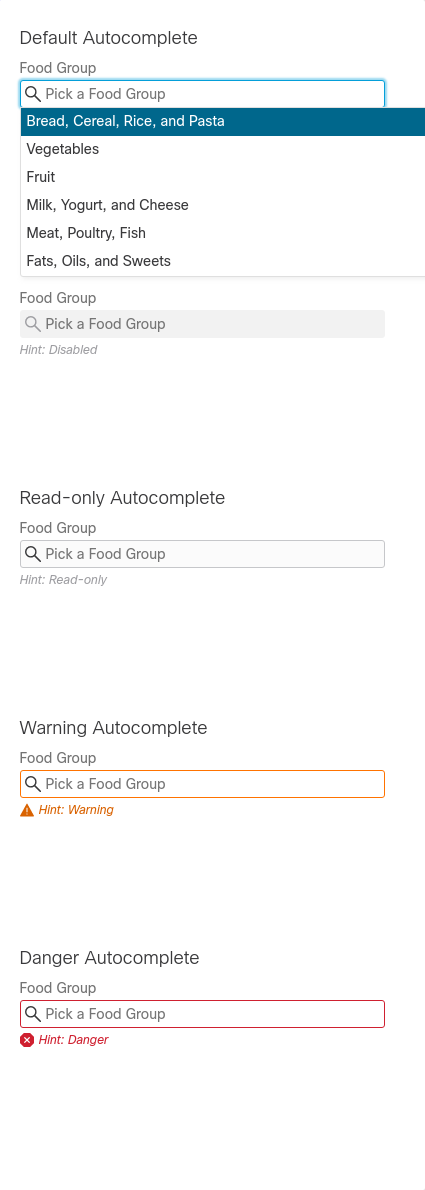 Default Autocomplete
Food Group
Pick a Food Group
Bread, Cereal, Rice, and Pasta
Vegetables
Fruit
Milk, Yogurt, and Cheese
Meat, Poultry, Fish
Fats, Oils, and Sweets
Food Group
Pick a Food Group
Hint: Disabled
Read-only Autocomplete
Food Group
Pick a Food Group
Hint: Read-only
Warning Autocomplete
Food Group
Pick a Food Group
Hint: Warning
Danger Autocomplete
Food Group
Pick a Food Group
Hint: Danger